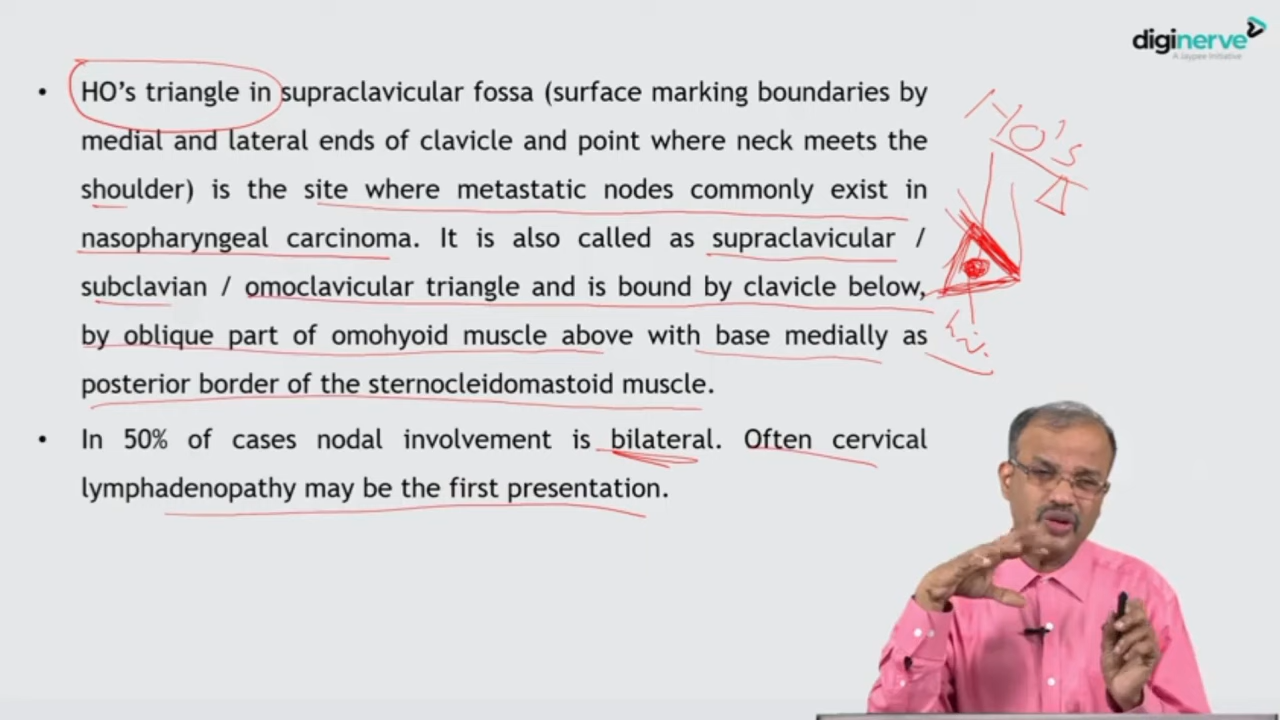 diginerve
A Jaypee Initiative
• HO's triangle in supraclavicular fossa (surface marking boundaries by
medial and lateral ends of clavicle and point where neck meets the
shoulder) is the site where metastatic nodes commonly exist in
nasopharyngeal carcinoma. It is also called as supraclavicular /
subclavian / omoclavicular triangle and is bound by clavicle below,
by oblique part of omohyoid muscle above with base medially as
posterior border of the sternocleidomastoid muscle.
• In 50% of cases nodal involvement is bilateral. Often cervical
lymphadenopathy may be the first presentation.
HO's